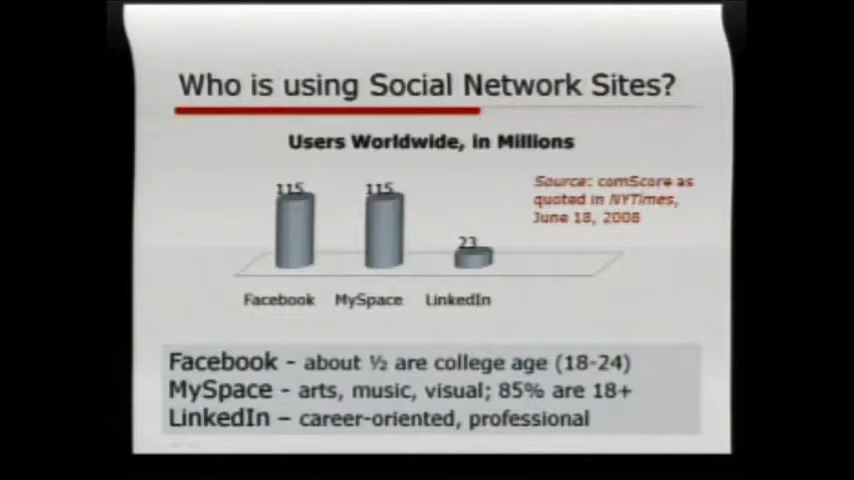 Who is using Social Network Sites?
Users Worldwide, in Millions
115
115
23
Source: comScore as
quoted in NYTimes,
June 18, 2008
Facebook
MySpace
LinkedIn
Facebook - about ½ are college age (18-24)
MySpace - arts, music, visual; 85% are 18+
LinkedIn – career-oriented, professional